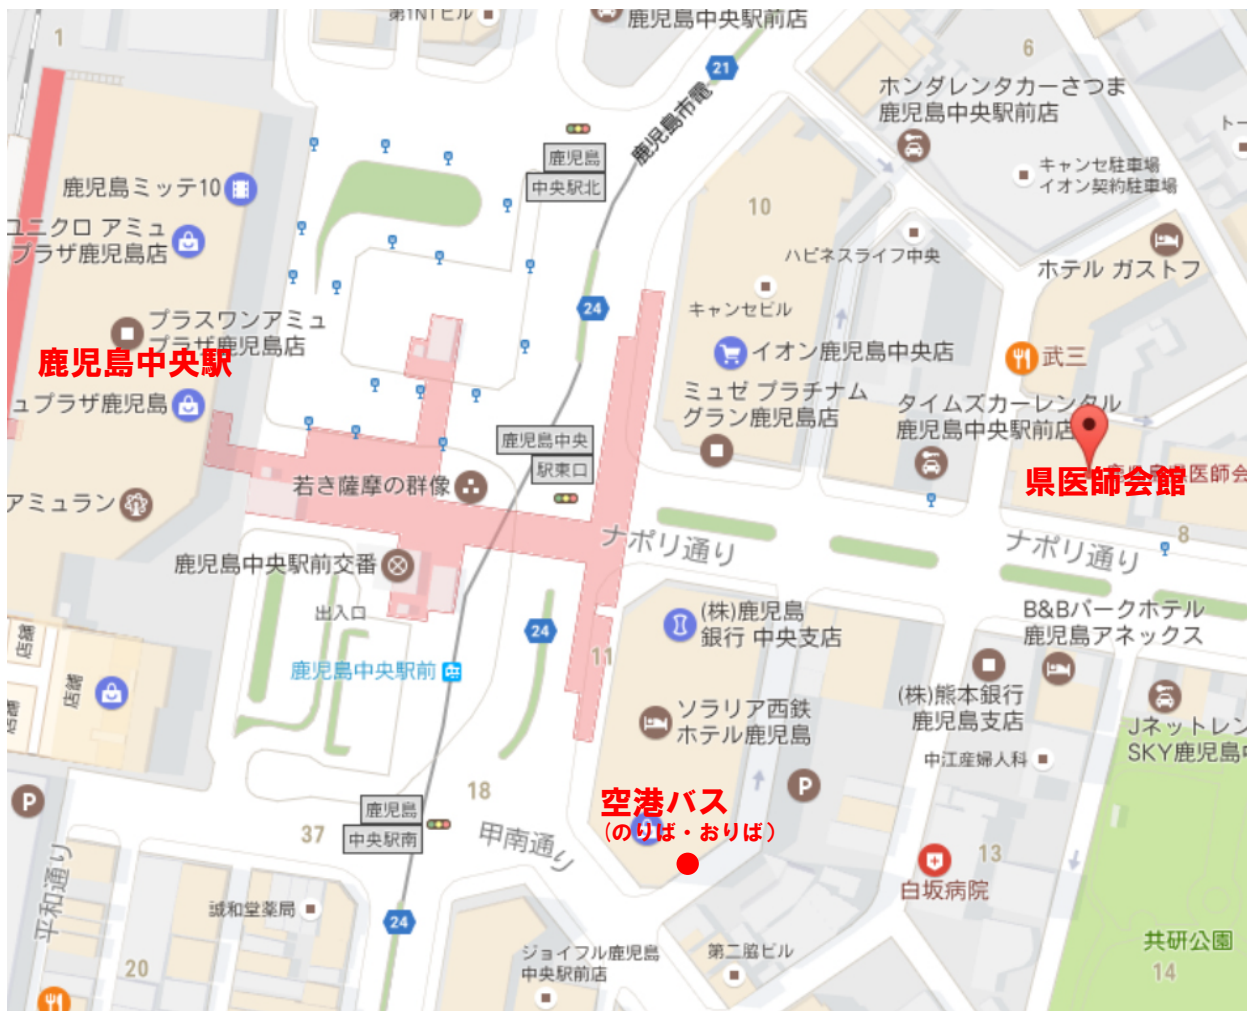 第1NTビル
鹿児島中央駅前店
1
6
21
ホンダレンタカーさつま
鹿児島中央駅前店
鹿児島市電
鹿児島
中央駅北
キャンセ駐車場
イオン契約駐車場
鹿児島ミッテ10
10
ユニクロ アミュ
プラザ鹿児島店
ハピネスライフ中央
ホテル ガストフ
24
キャンセビル
プラスワンアミュ
プラザ鹿児島店
鹿児島中央駅
イオン鹿児島中央店
武三
ュプラザ鹿児島
ミュゼ プラチナム
グラン鹿児島店
タイムズカーレンタル
鹿児島中央駅前店
鹿児島中央
駅東口
鹿児島県医師会
県医師会館
若き薩摩の群像
アミュラン
ナポリ通り
ナポリ通り
8
鹿児島中央駅前交番
出入口
24
11
(株)鹿児島
銀行 中央支店
B&Bパークホテル
鹿児島アネックス
店舗
店舗
店舗
鹿児島中央駅前
(株)熊本銀行
鹿児島支店
ソラリア西鉄
ホテル鹿児島
Jネットレン
SKY鹿児島中
中江産婦人科
P
P
18
空港バス
(のりば・おりば)
鹿児島
中央駅南
37
甲南通り
13
白坂病院
平和通り
誠和堂薬局
24
共研公園
14
ジョイフル鹿児島
中央駅前店
第二脇ビル
20